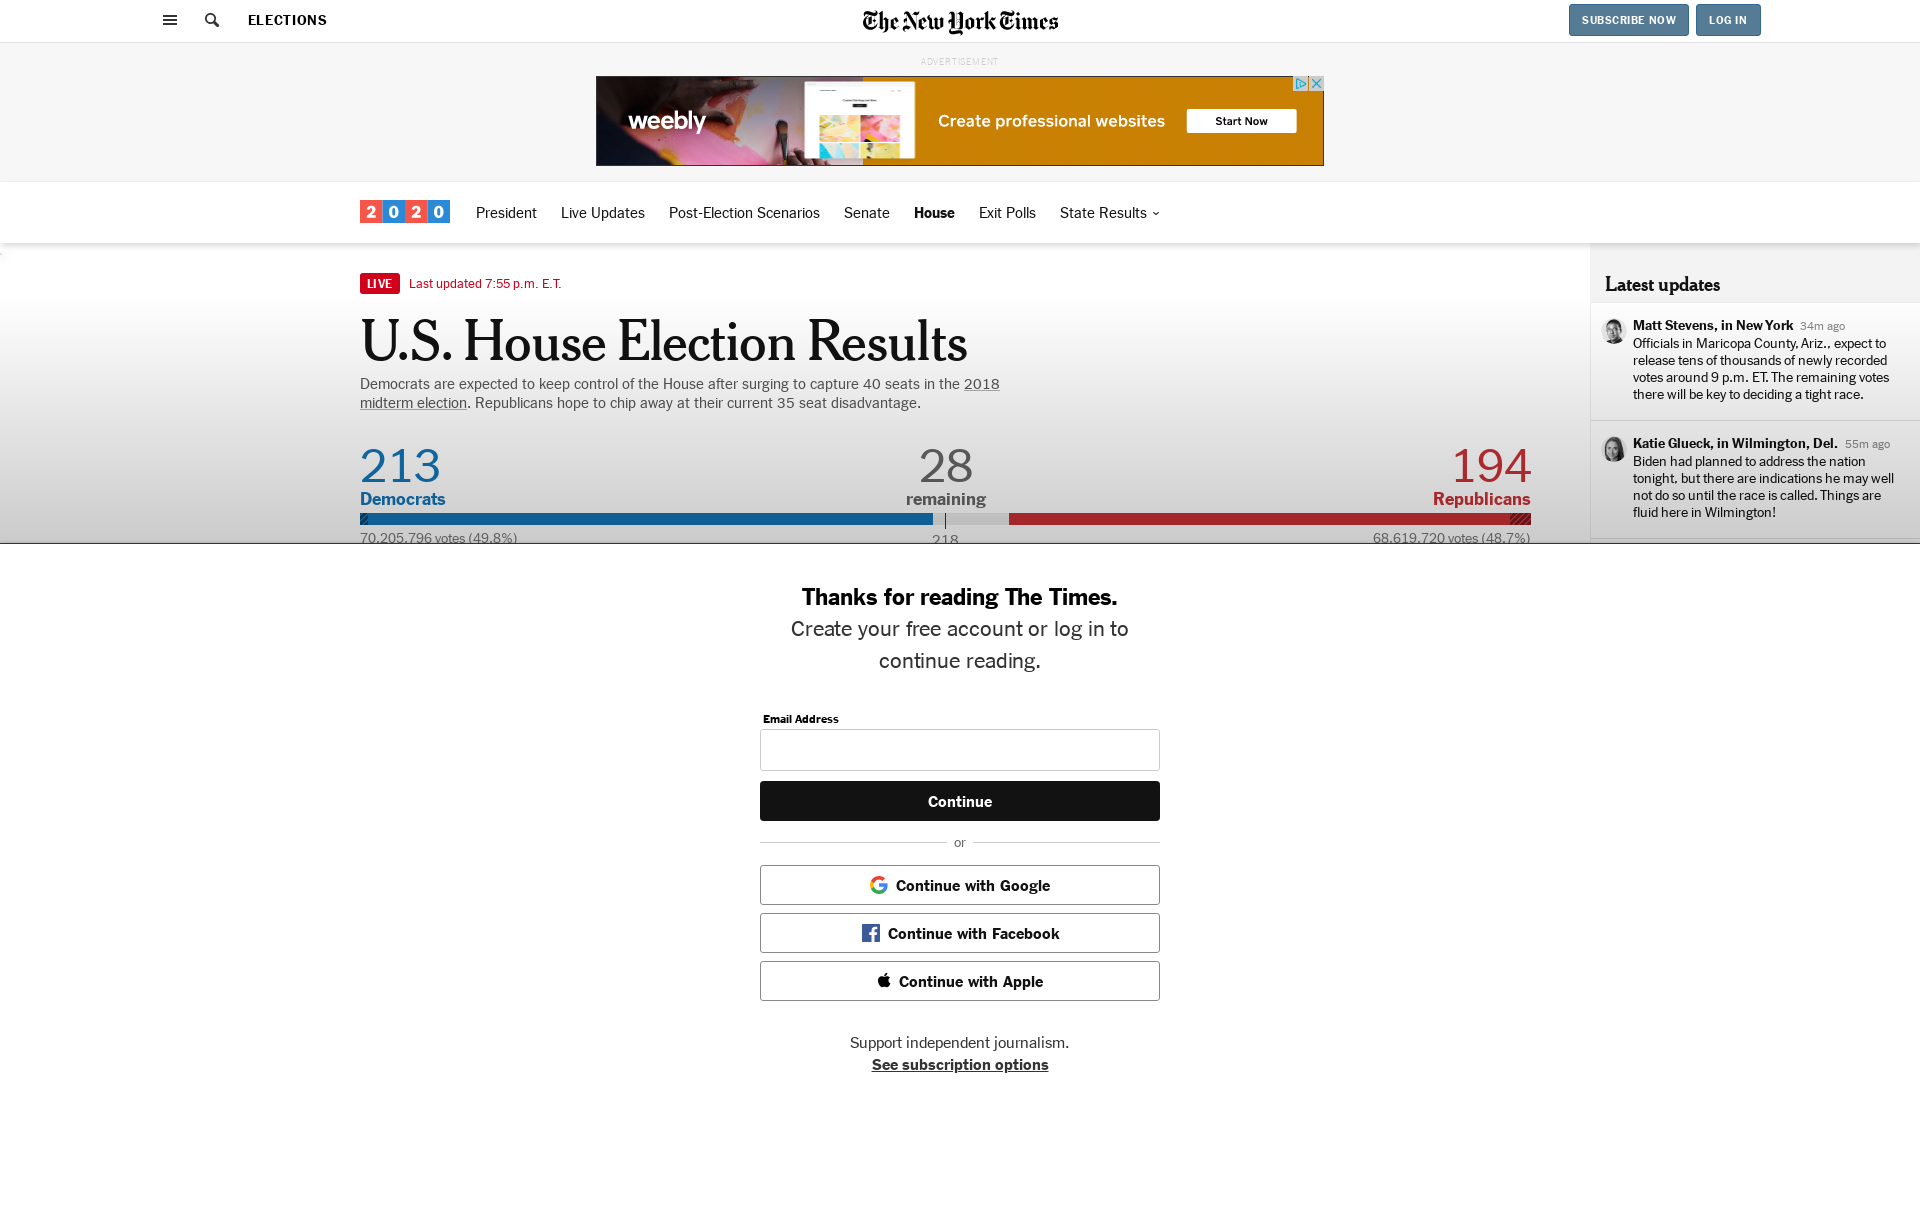 ELECTIONS
The New York Times
SUBSCRIBE NOW
LOG IN
ADVERTISEMENT
weebly
Create professional websites
Start Now
2020
President
Live Updates
Post-Election Scenarios
Senate
House
Exit Polls
State Results
LIVE
Last updated 7:55 p.m. E.T.
U.S. House Election Results
Democrats are expected to keep control of the House after surging to capture 40 seats in the 2018
midterm election. Republicans hope to chip away at their current 35 seat disadvantage.
213
Democrats
28
remaining
194
Republicans
70,205,796 votes (49.8%)
218
68,619,720 votes (48.7%)
Latest updates
Matt Stevens, in New York 34m ago
Officials in Maricopa County, Ariz., expect to
release tens of thousands of newly recorded
votes around 9 p.m. ET. The remaining votes
there will be key to deciding a tight race.
Katie Glueck, in Wilmington, Del. 55m ago
Biden had planned to address the nation
tonight, but there are indications he may well
not do so until the race is called. Things are
fluid here in Wilmington!
Thanks for reading The Times.
Create your free account or log in to
continue reading.
Email Address
Continue
or
Continue with Google
Continue with Facebook
Continue with Apple
Support independent journalism.
See subscription options